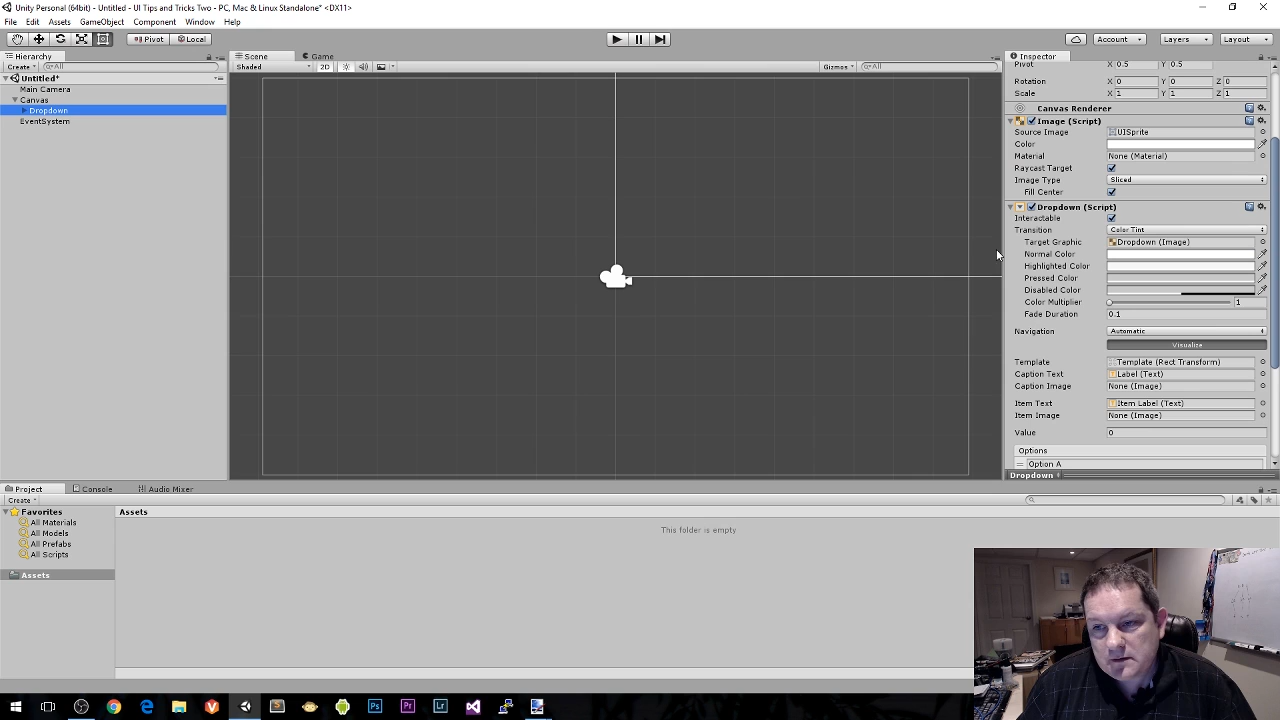 Unity Personal (64bit) - Untitled - UI Tips and Tricks Two - PC, Mac & Linux Standalone* <DX11>
File Edit Assets GameObject Component Window Help
Pivot Local Account Layers Layout
Hierarchy Scene Game Inspector
Create All Shaded 2D Gizmos All
Pivot X 0.5 Y 0.5
Untitled*
Main Camera
Canvas
Dropdown
EventSystem
Rotation X 0 Y 0 Z 0
Scale X 1 Y 1 Z 1
Canvas Renderer
Image (Script)
Source Image UISprite
Color
Material None (Material)
Raycast Target
Image Type Sliced
Fill Center
Dropdown (Script)
Interactable
Transition Color Tint
Target Graphic Dropdown (Image)
Normal Color
Highlighted Color
Pressed Color
Disabled Color
Color Multiplier 1
Fade Duration 0.1
Navigation Automatic
Visualize
Template Template (Rect Transform)
Caption Text Label (Text)
Caption Image None (Image)
Item Text Item Label (Text)
Item Image None (Image)
Value 0
Options
Option A
Dropdown
Project Console Audio Mixer
Create
Favorites
All Materials
All Models
All Prefabs
All Scripts
Assets
Assets
This folder is empty